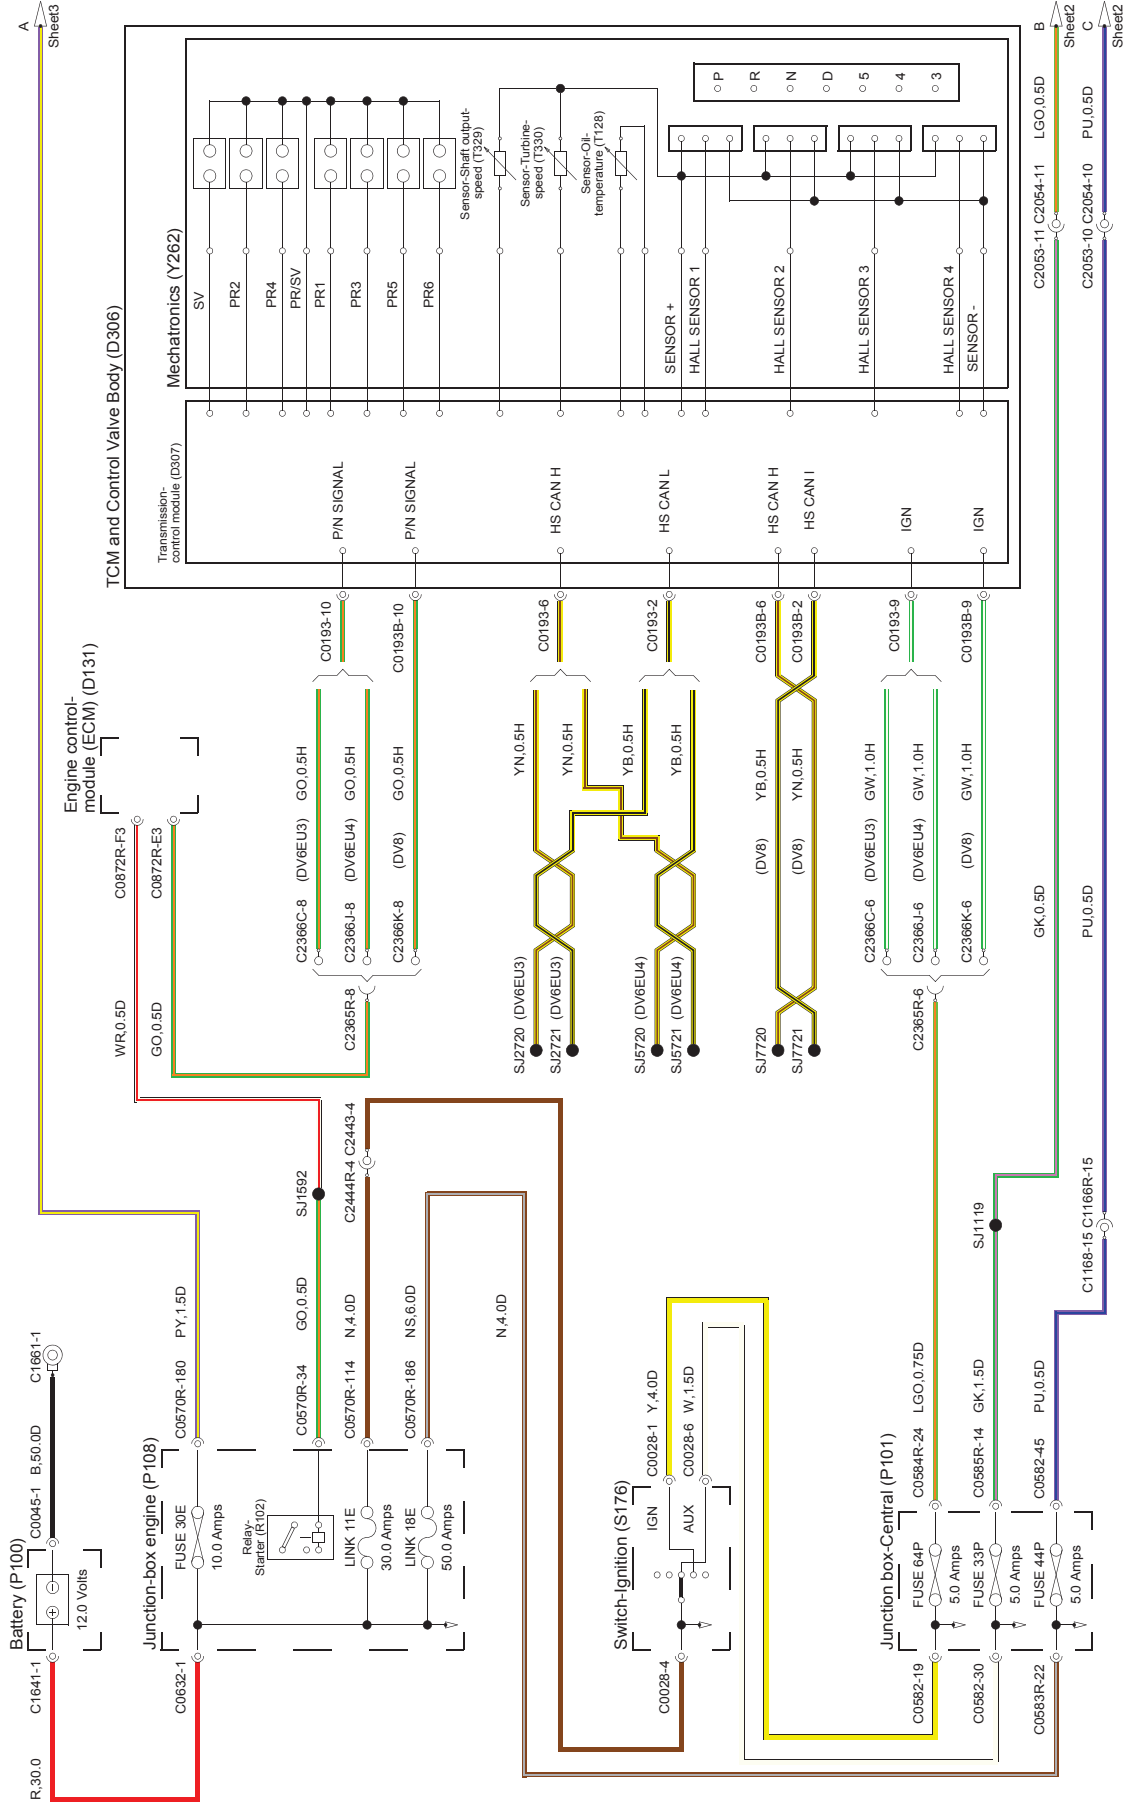 A
Sheet3
TCM and Control Valve Body (D306)
Mechatronics (Y262)
SV
PR2
PR4
PR/SV
PR1
PR3
PR5
PR6
Sensor-Shaft output-
speed (T329)
Sensor-Turbine-
speed (T330)
Sensor-Oil-
temperature (T128)
SENSOR +
HALL SENSOR 1
HALL SENSOR 2
HALL SENSOR 3
HALL SENSOR 4
SENSOR -
P
R
N
D
5
4
3
B
Sheet2
C
Sheet2
LGO,0.5D
PU,0.5D
C2053-11 C2054-11
C2053-10 C2054-10
Transmission-
control module (D307)
P/N SIGNAL
P/N SIGNAL
HS CAN H
HS CAN L
HS CAN H
HS CAN I
IGN
IGN
C0193-10
C0193B-10
C0193-6
C0193-2
C0193B-6
C0193B-2
C0193-9
C0193B-9
Engine control-
module (ECM) (D131)
C0872R-F3
C0872R-E3
WR,0.5D
GO,0.5D
C2366C-8 (DV6EU3) GO,0.5H
C2366J-8 (DV6EU4) GO,0.5H
C2366K-8 (DV8) GO,0.5H
C2365R-8
YN,0.5H
YN,0.5H
YB,0.5H
YB,0.5H
SJ2720 (DV6EU3)
SJ2721 (DV6EU3)
SJ5720 (DV6EU4)
SJ5721 (DV6EU4)
SJ7720
SJ7721
(DV8) YB,0.5H
(DV8) YN,0.5H
C2366C-6 (DV6EU3) GW,1.0H
C2366J-6 (DV6EU4) GW,1.0H
C2366K-6 (DV8) GW,1.0H
C2365R-6
GK,0.5D
PU,0.5D
SJ1592
C2444R-4 C2443-4
SJ1119
C1168-15 C1166R-15
C1661-1
B,50.0D
C0045-1
Battery (P100)
12.0 Volts
C1641-1
R,30.0
PY,1.5D
GO,0.5D
N,4.0D
NS,6.0D
N,4.0D
C0570R-180
C0570R-34
C0570R-114
C0570R-186
Junction-box engine (P108)
FUSE 30E
10.0 Amps
Relay-
Starter (R102)
LINK 11E
30.0 Amps
LINK 18E
50.0 Amps
C0632-1
Switch-Ignition (S176)
IGN
AUX
C0028-1 Y,4.0D
C0028-6 W,1.5D
C0028-4
Junction box-Central (P101)
FUSE 64P
5.0 Amps
FUSE 33P
5.0 Amps
FUSE 44P
5.0 Amps
C0584R-24 LGO,0.75D
C0585R-14 GK,1.5D
C0582-45 PU,0.5D
C0582-19
C0582-30
C0583R-22